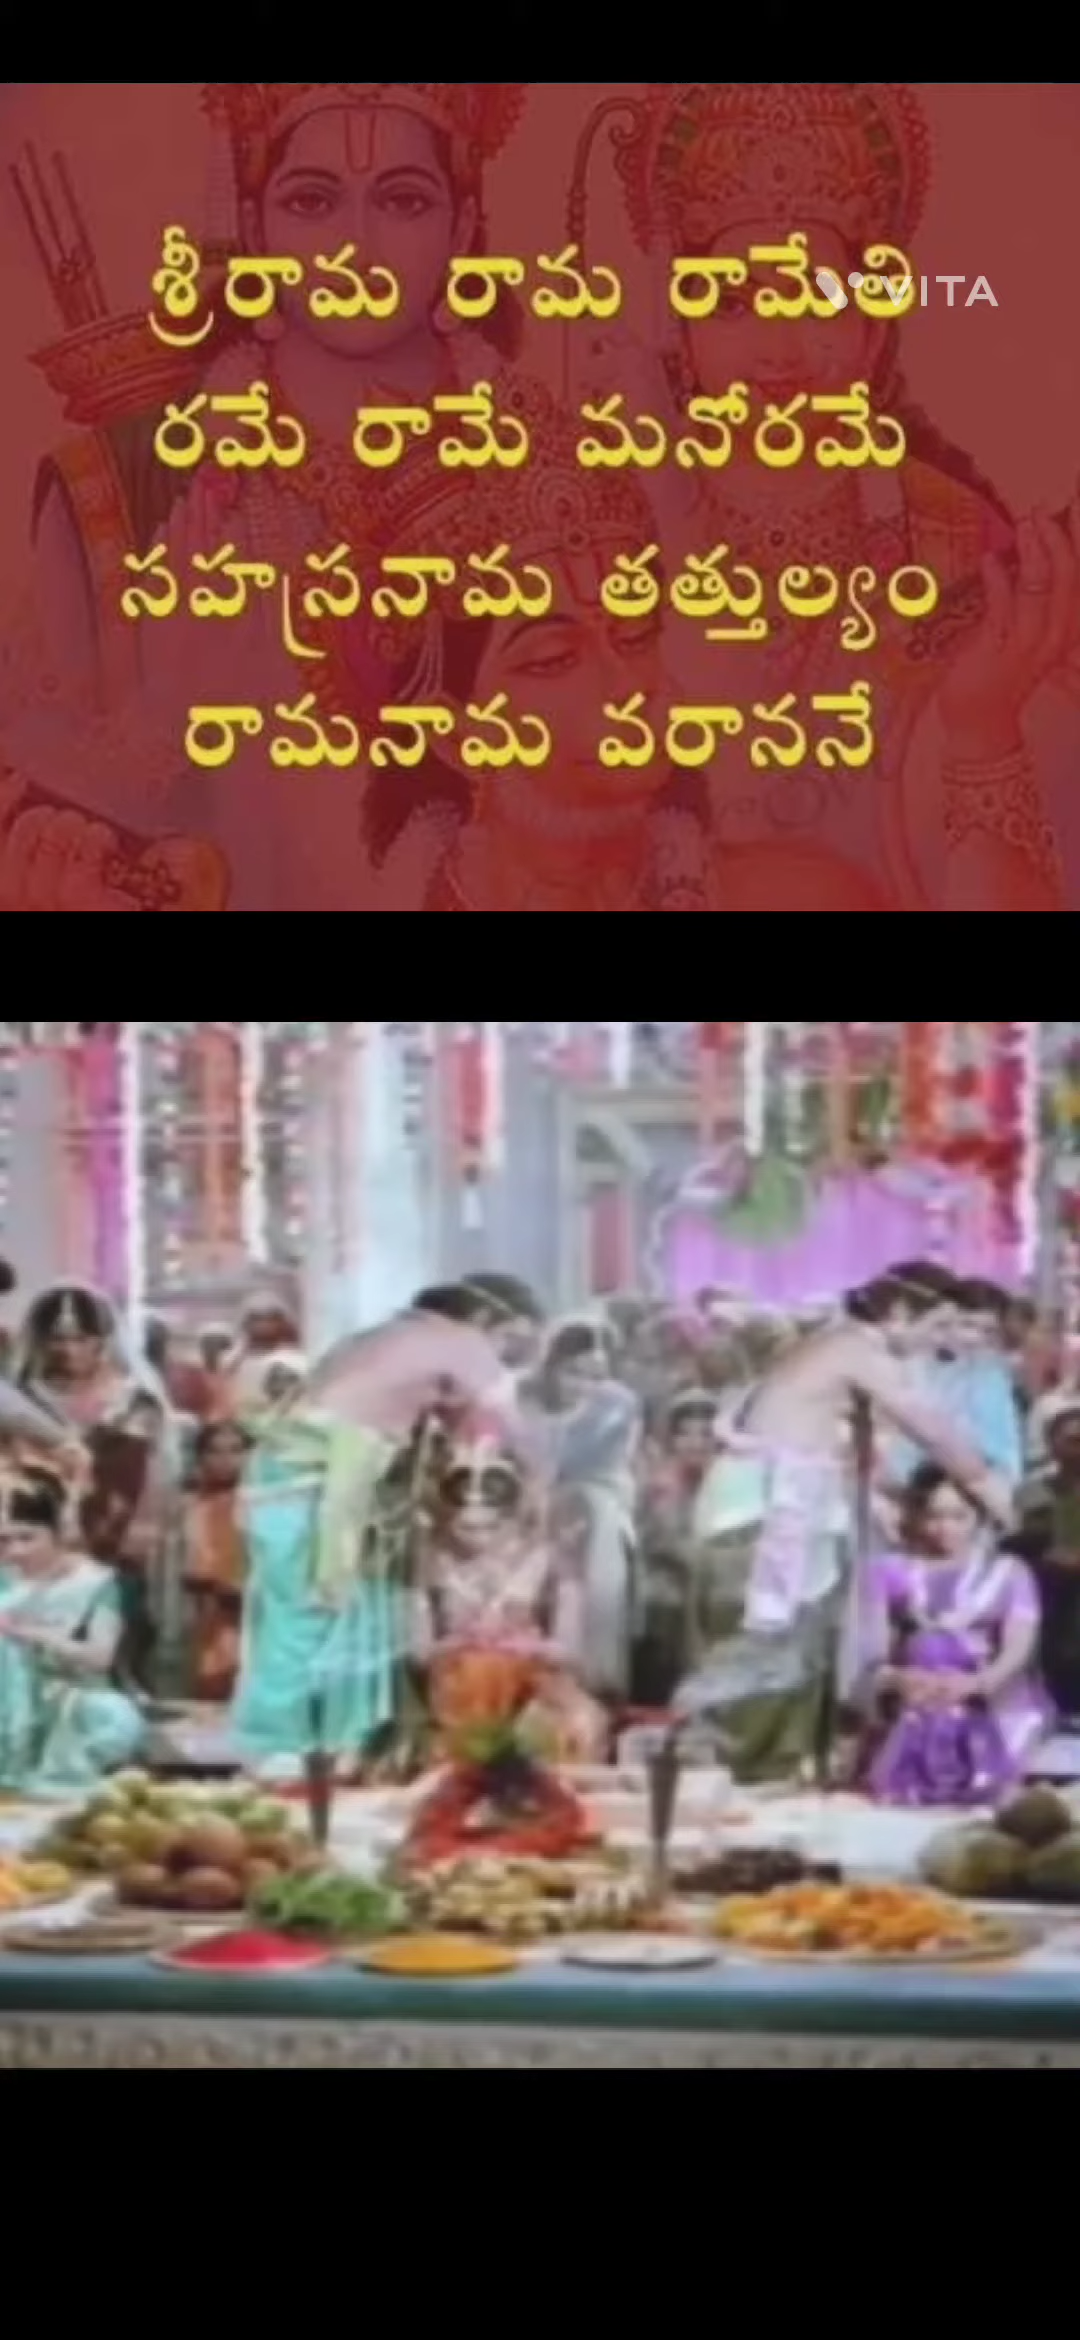 శ్రీరామ రామ రామేతి
VITA
రమే రామే మనోరమే
సహస్రనామ తత్తుల్యం
రామనామ వరాననే